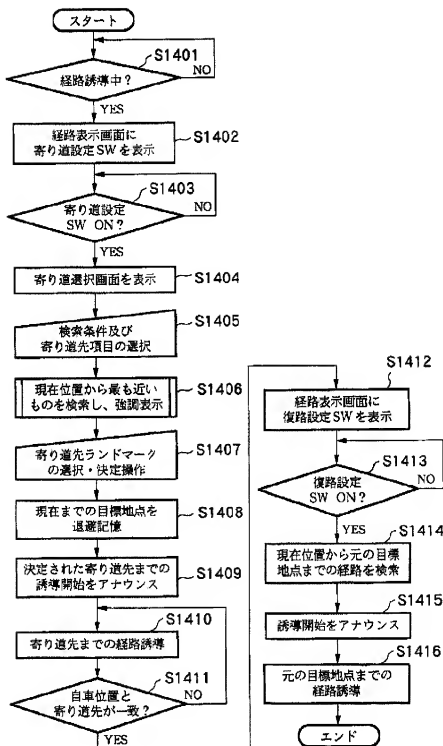 スタート
S1401
経路誘導中?
NO
YES
経路表示画面に
寄り道設定SWを表示
S1402
S1403
寄り道設定
SW ON?
NO
YES
寄り道選択画面を表示
S1404
S1405
検索条件及び
寄り道先項目の選択
現在位置から最も近い
ものを検索し、強調表示
S1406
S1407
寄り道先ランドマーク
の選択・決定操作
現在までの目標地点を
退避記憶
S1408
決定された寄り道先までの
誘導開始をアナウンス
S1409
S1410
寄り道先までの経路誘導
S1411
自車位置と
寄り道先が一致?
NO
YES
S1412
経路表示画面に
復路設定SWを表示
S1413
復路設定
SW ON?
NO
YES
S1414
現在位置から元の目標
地点までの経路を検索
S1415
誘導開始をアナウンス
S1416
元の目標地点までの
経路誘導
エンド